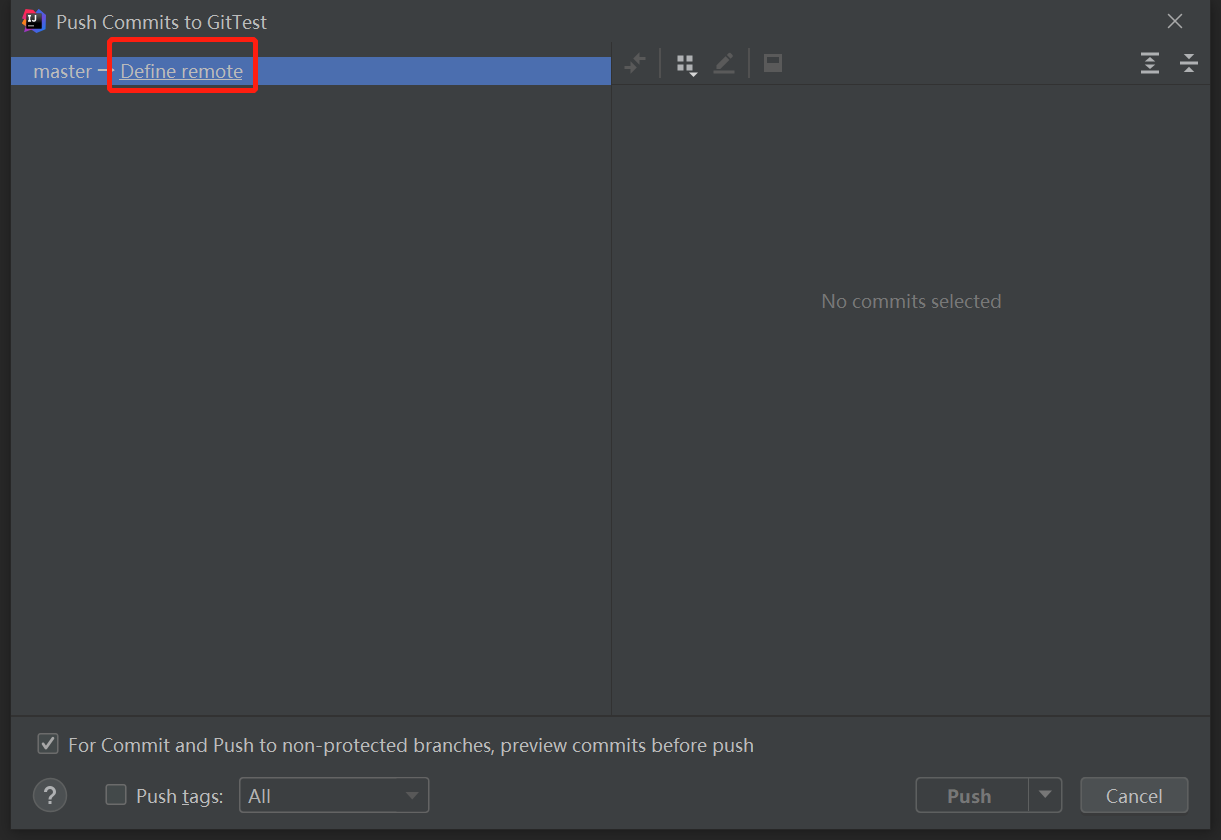 Push Commits to GitTest
master → Define remote
No commits selected
For Commit and Push to non-protected branches, preview commits before push
? Push tags: All
Push
Cancel